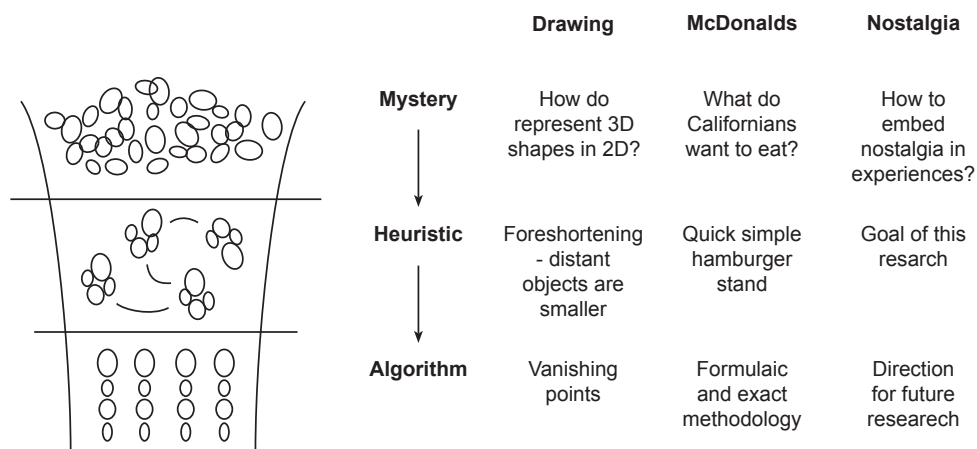 Drawing McDonalds Nostalgia
Mystery
How do
represent 3D
shapes in 2D?
What do
Californians
want to eat?
How to
embed
nostalgia in
experiences?
Heuristic
Foreshortening
- distant
objects are
smaller
Quick simple
hamburger
stand
Goal of this
resarch
Algorithm
Vanishing
points
Formulaic
and exact
methodology
Direction
for future
researech